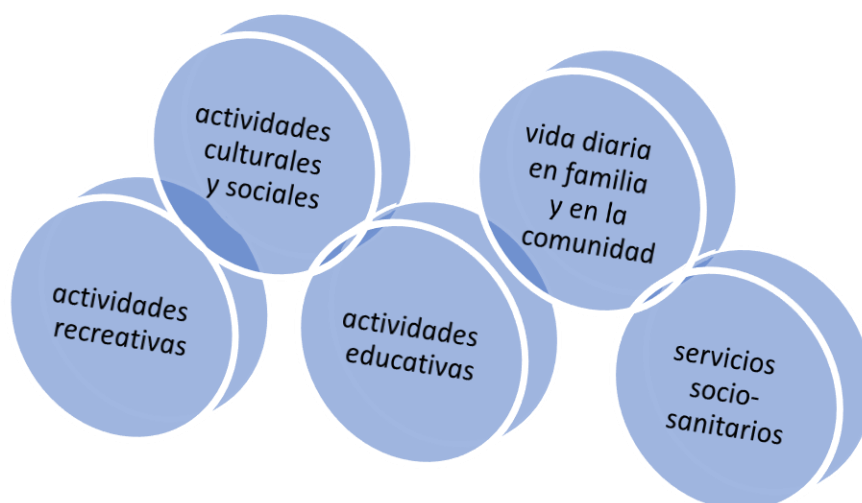 actividades
culturales
y sociales
vida diaria
en familia
y en la
comunidad
actividades
recreativas
actividades
educativas
servicios
socio-
sanitarios